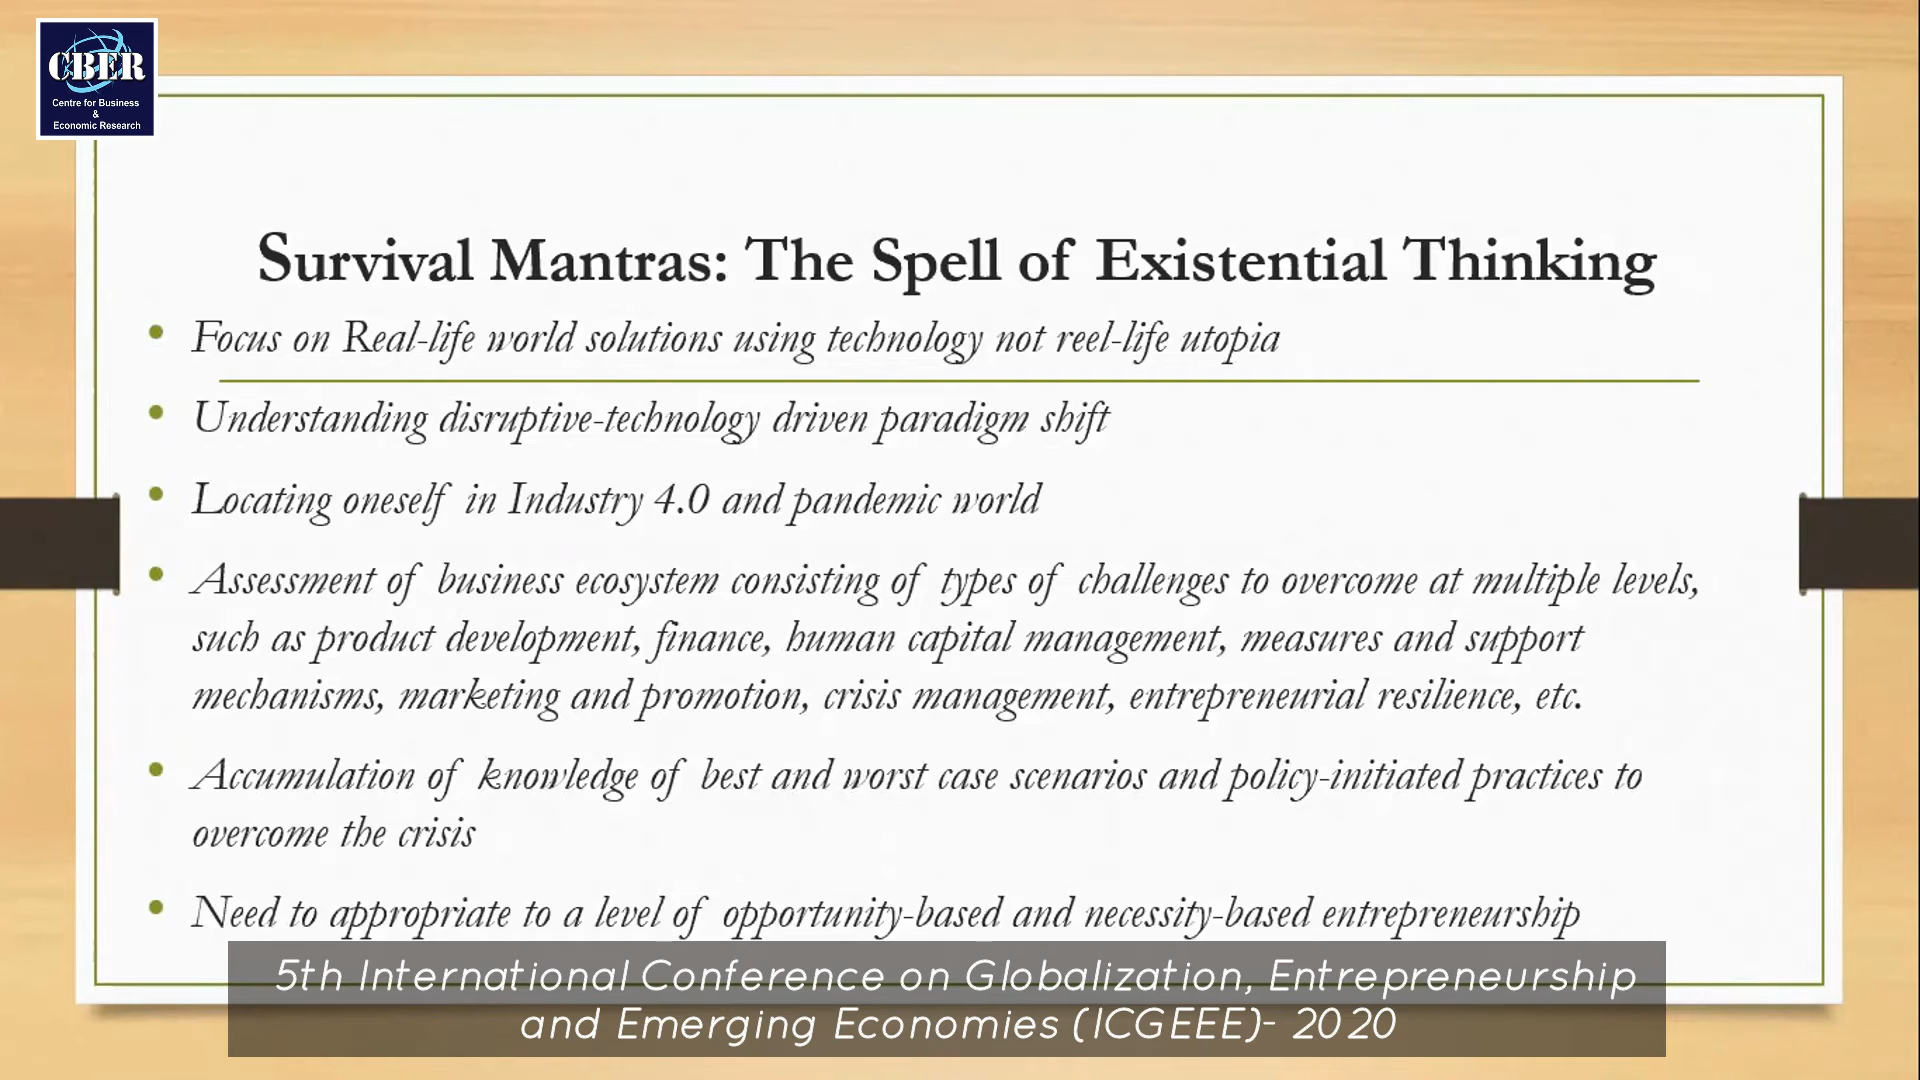 CBER
Centre for Business
&
Economic Research
Survival Mantras: The Spell of Existential Thinking
• Focus on Real-life world solutions using technology not reel-life utopia
• Understanding disruptive-technology driven paradigm shift
• Locating oneself in Industry 4.0 and pandemic world
• Assessment of business ecosystem consisting of types of challenges to overcome at multiple levels,
such as product development, finance, human capital management, measures and support
mechanisms, marketing and promotion, crisis management, entrepreneurial resilience, etc.
• Accumulation of knowledge of best and worst case scenarios and policy-initiated practices to
overcome the crisis
• Need to appropriate to a level of opportunity-based and necessity-based entrepreneurship
5th International Conference on Globalization, Entrepreneurship
and Emerging Economies (ICGEEE)- 2020